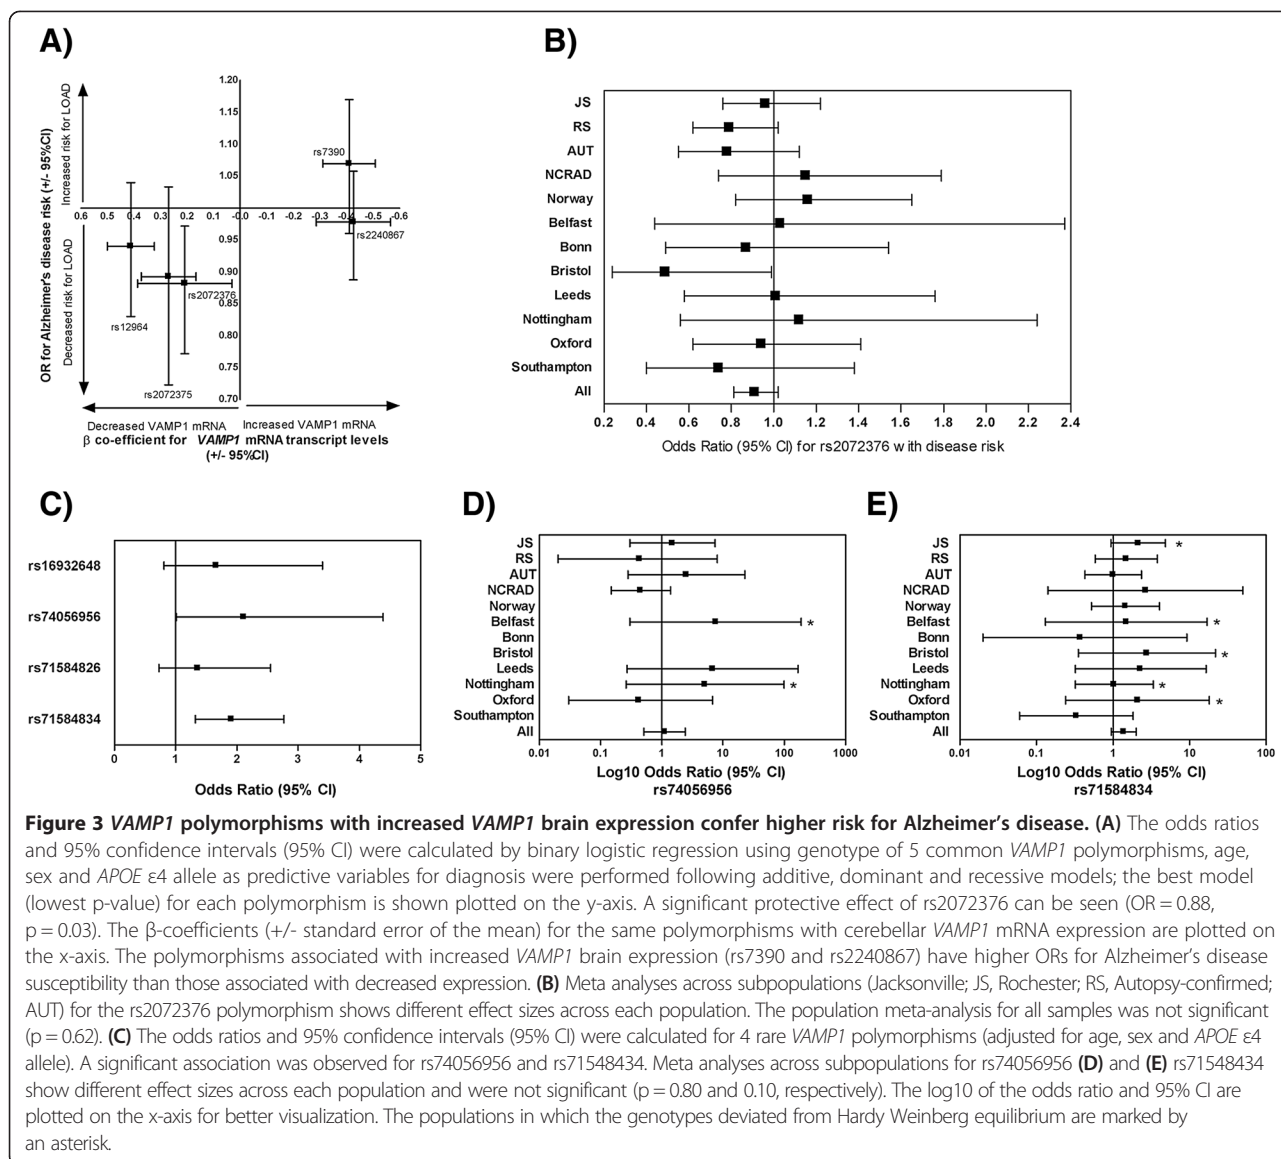 A)
OR for Alzheimer's disease risk (+/- 95%CI)
Increased risk for LOAD
Decreased risk for LOAD
1.20
1.15
1.10
1.05
0.95
0.90
0.85
0.80
0.75
0.70
0.6 0.5 0.4 0.3 0.2 0.1 -0.0 -0.1 -0.2 -0.3 -0.4 -0.5 -0.6
rs7390
rs2240867
rs2072376
rs12964
rs2072375
Decreased VAMP1 mRNA Increased VAMP1 mRNA
β co-efficient for VAMP1 mRNA transcript levels
(+/- 95%CI)
B)
JS
RS
AUT
NCRAD
Norway
Belfast
Bonn
Bristol
Leeds
Nottingham
Oxford
Southampton
All
0.2 0.4 0.6 0.8 1.0 1.2 1.4 1.6 1.8 2.0 2.2 2.4
Odds Ratio (95% CI) for rs2072376 with disease risk
C)
rs16932648
rs74056956
rs71584826
rs71584834
0 1 2 3 4 5
Odds Ratio (95% CI)
D)
JS
RS
AUT
NCRAD
Norway
Belfast *
Bonn
Bristol
Leeds
Nottingham *
Oxford
Southampton
All
0.01 0.1 1 10 100 1000
Log10 Odds Ratio (95% CI)
rs74056956
E)
JS *
RS
AUT
NCRAD
Norway
Belfast *
Bonn
Bristol *
Leeds
Nottingham *
Oxford *
Southampton
All
0.01 0.1 1 10 100
Log10 Odds Ratio (95% CI)
rs71584834
Figure 3 VAMP1 polymorphisms with increased VAMP1 brain expression confer higher risk for Alzheimer's disease. (A) The odds ratios
and 95% confidence intervals (95% CI) were calculated by binary logistic regression using genotype of 5 common VAMP1 polymorphisms, age,
sex and APOE ε4 allele as predictive variables for diagnosis were performed following additive, dominant and recessive models; the best model
(lowest p-value) for each polymorphism is shown plotted on the y-axis. A significant protective effect of rs2072376 can be seen (OR = 0.88,
p = 0.03). The β-coefficients (+/- standard error of the mean) for the same polymorphisms with cerebellar VAMP1 mRNA expression are plotted on
the x-axis. The polymorphisms associated with increased VAMP1 brain expression (rs7390 and rs2240867) have higher ORs for Alzheimer's disease
susceptibility than those associated with decreased expression. (B) Meta analyses across subpopulations (Jacksonville; JS, Rochester; RS, Autopsy-confirmed;
AUT) for the rs2072376 polymorphism shows different effect sizes across each population. The population meta-analysis for all samples was not significant
(p = 0.62). (C) The odds ratios and 95% confidence intervals (95% CI) were calculated for 4 rare VAMP1 polymorphisms (adjusted for age, sex and APOE ε4
allele). A significant association was observed for rs74056956 and rs71548434. Meta analyses across subpopulations for rs74056956 (D) and (E) rs71548434
show different effect sizes across each population and were not significant (p = 0.80 and 0.10, respectively). The log10 of the odds ratio and 95% CI are
plotted on the x-axis for better visualization. The populations in which the genotypes deviated from Hardy Weinberg equilibrium are marked by
an asterisk.